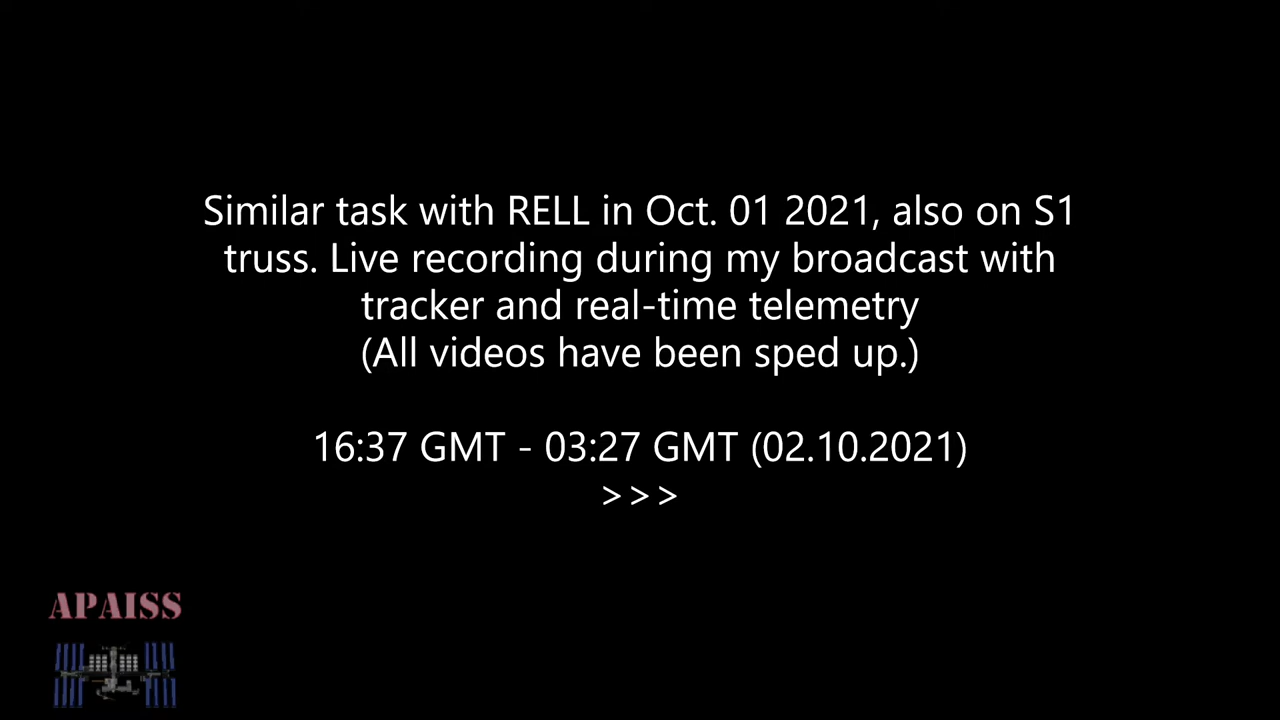 Similar task with RELL in Oct. 01 2021, also on S1
truss. Live recording during my broadcast with
tracker and real-time telemetry
(All videos have been sped up.)
16:37 GMT - 03:27 GMT (02.10.2021)
>>>
APAISS